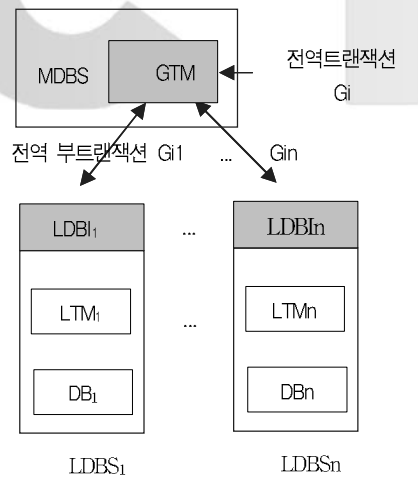 MDBS
GTM
전역트랜잭션
Gi
전역 부트랜잭션 Gi1 ... Gin
LDBI₁ ... LDBIn
LTM₁ ... LTMn
DB₁ DBn
LDBS₁ LDBSn